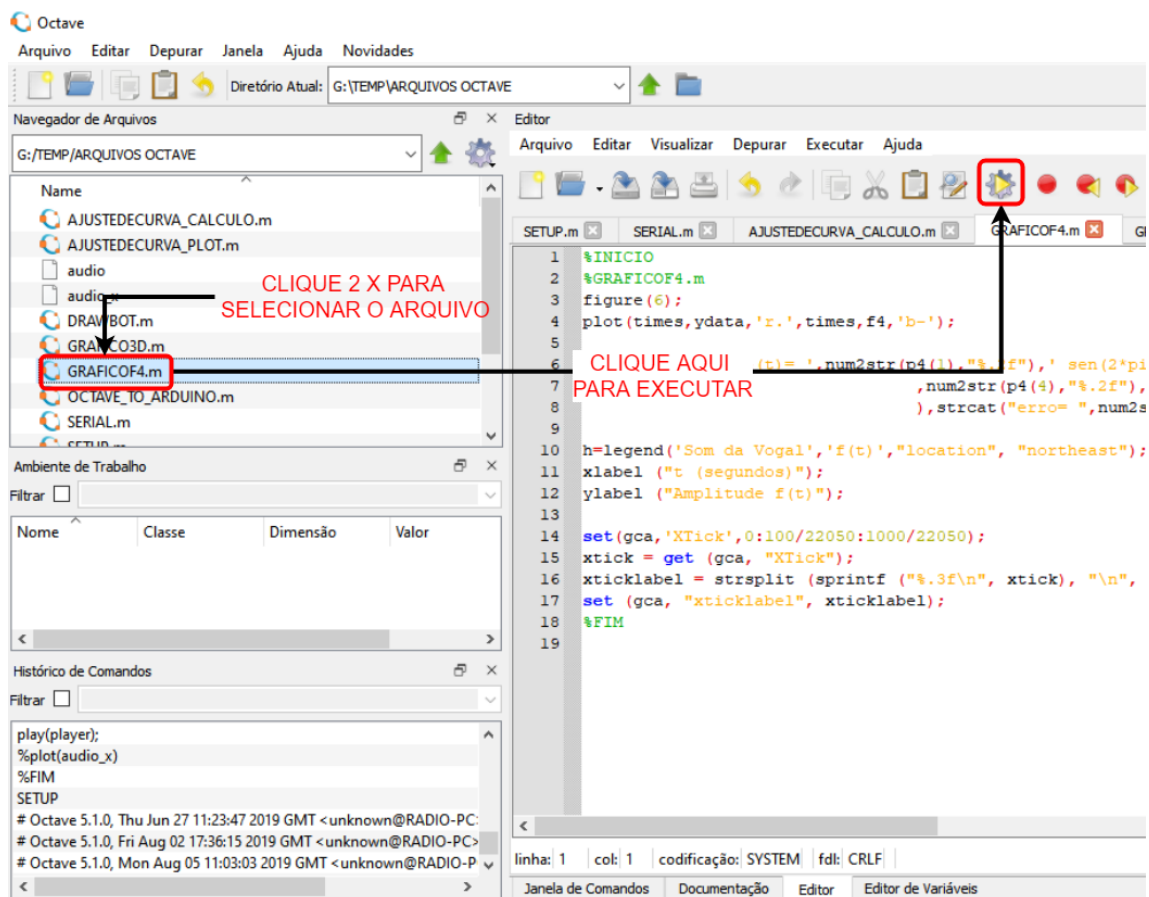 Octave
Arquivo Editar Depurar Janela Ajuda Novidades
Diretório Atual: G:\TEMP\ARQUIVOS OCTAVE
Navegador de Arquivos
G:/TEMP/ARQUIVOS OCTAVE
Name
AJUSTEDECURVA_CALCULO.m
AJUSTEDECURVA_PLOT.m
audio
audio_x
DRAWBOT.m
GRAFICO3D.m
GRAFICOF4.m
OCTAVE_TO_ARDUINO.m
SERIAL.m
SETUP.m
CLIQUE 2 X PARA
SELECIONAR O ARQUIVO
Ambiente de Trabalho
Filtrar
Nome Classe Dimensão Valor
Histórico de Comandos
Filtrar
play(player);
%plot(audio_x)
%FIM
SETUP
# Octave 5.1.0, Thu Jun 27 11:23:47 2019 GMT <unknown@RADIO-PC:
# Octave 5.1.0, Fri Aug 02 17:36:15 2019 GMT <unknown@RADIO-PC>
# Octave 5.1.0, Mon Aug 05 11:03:03 2019 GMT <unknown@RADIO-P
Editor
Arquivo Editar Visualizar Depurar Executar Ajuda
SETUP.m SERIAL.m AJUSTEDECURVA_CALCULO.m GRAFICOF4.m
1 %INICIO
2 %GRAFICOF4.m
3 figure(6);
4 plot(times,ydata,'r.',times,f4,'b-');
5
6 (t)= ',num2str(p4(1),"%.2f"),' sen(2*pi
7 ,num2str(p4(4),"%.2f"),
8 ),strcat("erro= ",num2s
9
10 h=legend('Som da Vogal','f(t)',"location", "northeast");
11 xlabel ("t (segundos)");
12 ylabel ("Amplitude f(t)");
13
14 set(gca,'XTick',0:100/22050:1000/22050);
15 xtick = get (gca, "XTick");
16 xticklabel = strsplit (sprintf ("%.3f\n", xtick), "\n",
17 set (gca, "xticklabel", xticklabel);
18 %FIM
19
CLIQUE AQUI
PARA EXECUTAR
linha: 1 col: 1 codificação: SYSTEM fdl: CRLF
Janela de Comandos Documentação Editor Editor de Variáveis